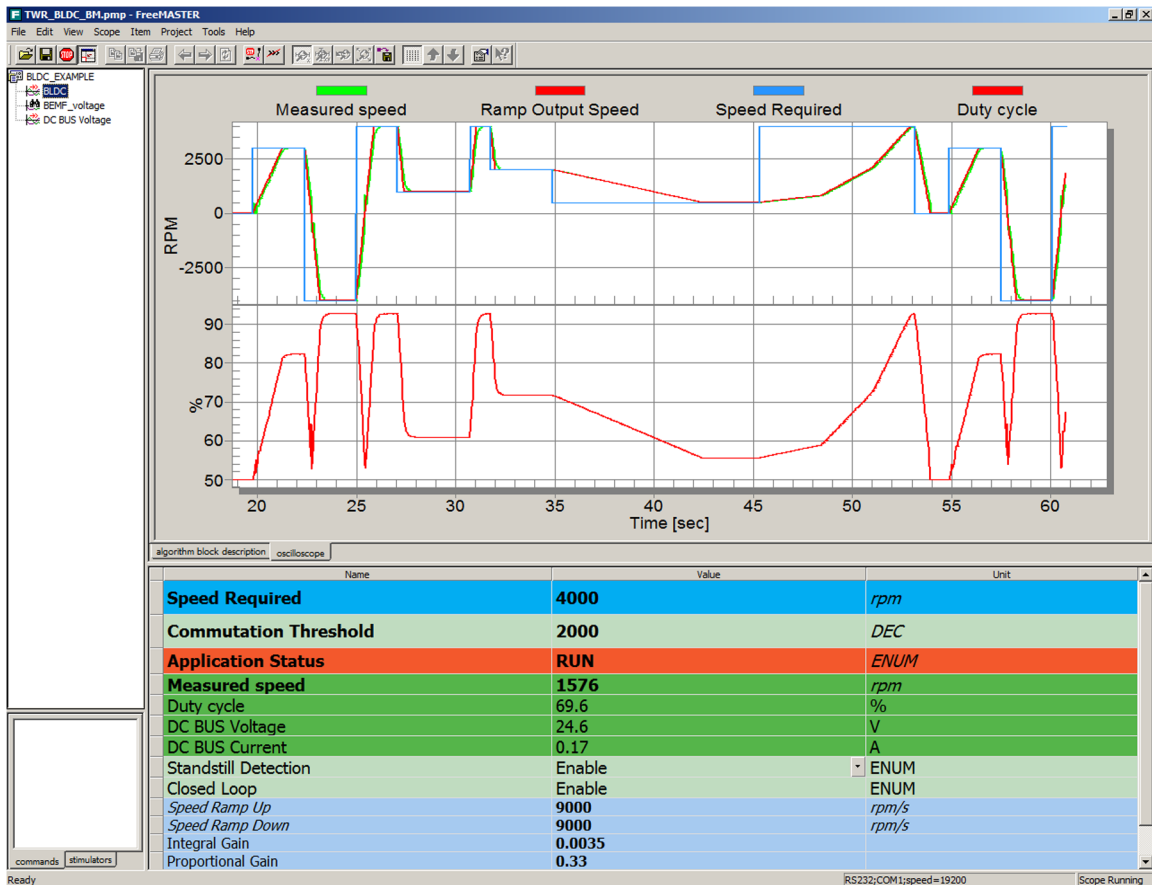 TWR_BLDC_BM.pmp - FreeMASTER
File Edit View Scope Item Project Tools Help
STOP
BLDC_EXAMPLE
BLDC
BEMF_voltage
DC BUS Voltage
Measured speed Ramp Output Speed Speed Required Duty cycle
2500
0
-2500
RPM
90
80
70
60
50
%
20 25 30 35 40 45 50 55 60
Time [sec]
algorithm block description oscilloscope
Name Value Unit
Speed Required 4000 rpm
Commutation Threshold 2000 DEC
Application Status RUN ENUM
Measured speed 1576 rpm
Duty cycle 69.6 %
DC BUS Voltage 24.6 V
DC BUS Current 0.17 A
Standstill Detection Enable ENUM
Closed Loop Enable ENUM
Speed Ramp Up 9000 rpm/s
Speed Ramp Down 9000 rpm/s
Integral Gain 0.0035
Proportional Gain 0.33
commands stimulators
Ready RS232;COM1;speed=19200 Scope Running